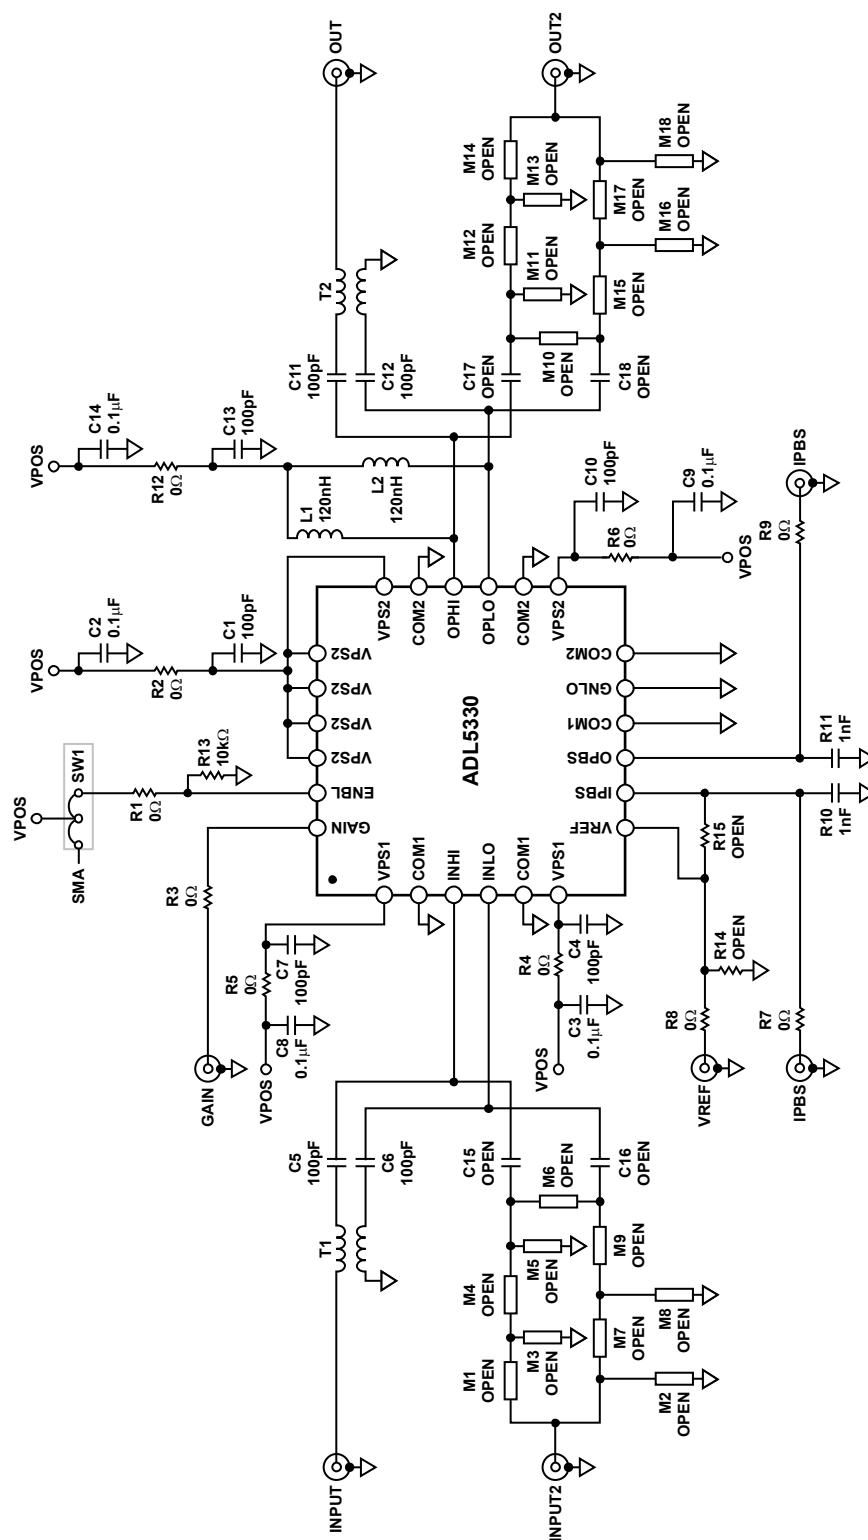 VPOS
VPOS
VPOS
SMA
SW1
C2
0.1µF
C14
0.1µF
R1
0Ω
R2
0Ω
R12
0Ω
R13
10kΩ
C1
100pF
C13
100pF
R3
0Ω
GAIN
R5
0Ω
VPOS
C8
0.1µF
C7
100pF
L1
120nH
L2
120nH
GAIN
ENBL
VPS2
VPS2
VPS2
VPS2
INPUT
T1
C5
100pF
C6
100pF
VPS1
COM1
INHI
INLO
COM1
VPS1
ADL5330
VPS2
COM2
OPHI
OPLO
COM2
VPS2
C11
100pF
C12
100pF
T2
OUT
INPUT2
M1
OPEN
M4
OPEN
C15
OPEN
M3
OPEN
M5
OPEN
M6
OPEN
M7
OPEN
M9
OPEN
C16
OPEN
M2
OPEN
M8
OPEN
VPOS
C3
0.1µF
R4
0Ω
C4
100pF
C10
100pF
R6
0Ω
C9
0.1µF
VPOS
C17
OPEN
M12
OPEN
M14
OPEN
M10
OPEN
M11
OPEN
M13
OPEN
C18
OPEN
M15
OPEN
M17
OPEN
M16
OPEN
M18
OPEN
OUT2
VREF
IPBS
OPBS
COM1
GNLO
COM2
VREF
R8
0Ω
R14
OPEN
R15
OPEN
IPBS
R7
0Ω
R10
1nF
R11
1nF
R9
0Ω
IPBS